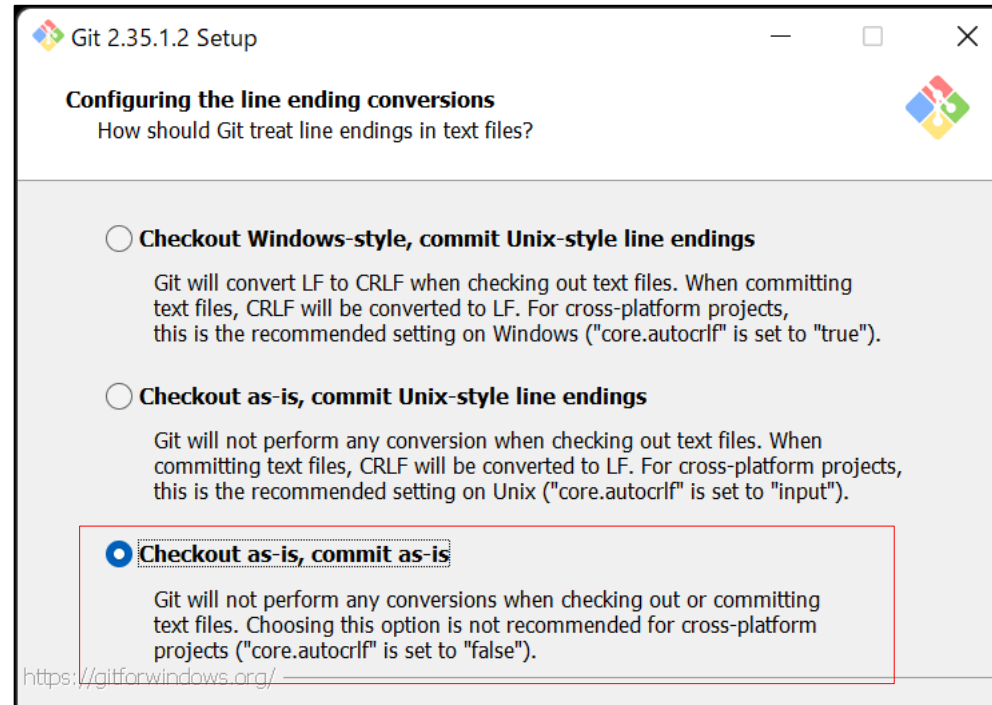 Git 2.35.1.2 Setup
Configuring the line ending conversions
How should Git treat line endings in text files?
Checkout Windows-style, commit Unix-style line endings
Git will convert LF to CRLF when checking out text files. When committing
text files, CRLF will be converted to LF. For cross-platform projects,
this is the recommended setting on Windows ("core.autocrlf" is set to "true").
Checkout as-is, commit Unix-style line endings
Git will not perform any conversion when checking out text files. When
committing text files, CRLF will be converted to LF. For cross-platform projects,
this is the recommended setting on Unix ("core.autocrlf" is set to "input").
Checkout as-is, commit as-is
Git will not perform any conversions when checking out or committing
text files. Choosing this option is not recommended for cross-platform
projects ("core.autocrlf" is set to "false").
https://gitforwindows.org/